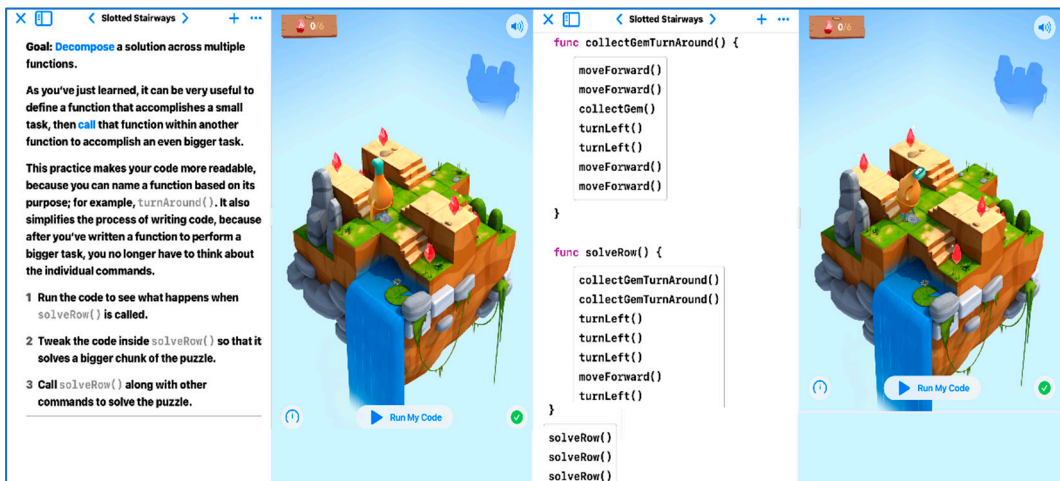 Slotted Stairways
Goal: Decompose a solution across multiple
functions.
As you've just learned, it can be very useful to
define a function that accomplishes a small
task, then call that function within another
function to accomplish an even bigger task.
This practice makes your code more readable,
because you can name a function based on its
purpose; for example, turnAround(). It also
simplifies the process of writing code, because
after you've written a function to perform a
bigger task, you no longer have to think about
the individual commands.
1 Run the code to see what happens when
solveRow() is called.
2 Tweak the code inside solveRow() so that it
solves a bigger chunk of the puzzle.
3 Call solveRow() along with other
commands to solve the puzzle.
0/6
Run My Code
Slotted Stairways
func collectGemTurnAround() {
moveForward()
moveForward()
collectGem()
turnLeft()
turnLeft()
moveForward()
moveForward()
}
func solveRow() {
collectGemTurnAround()
collectGemTurnAround()
turnLeft()
turnLeft()
turnLeft()
moveForward()
turnLeft()
}
solveRow()
solveRow()
solveRow()
0/6
Run My Code